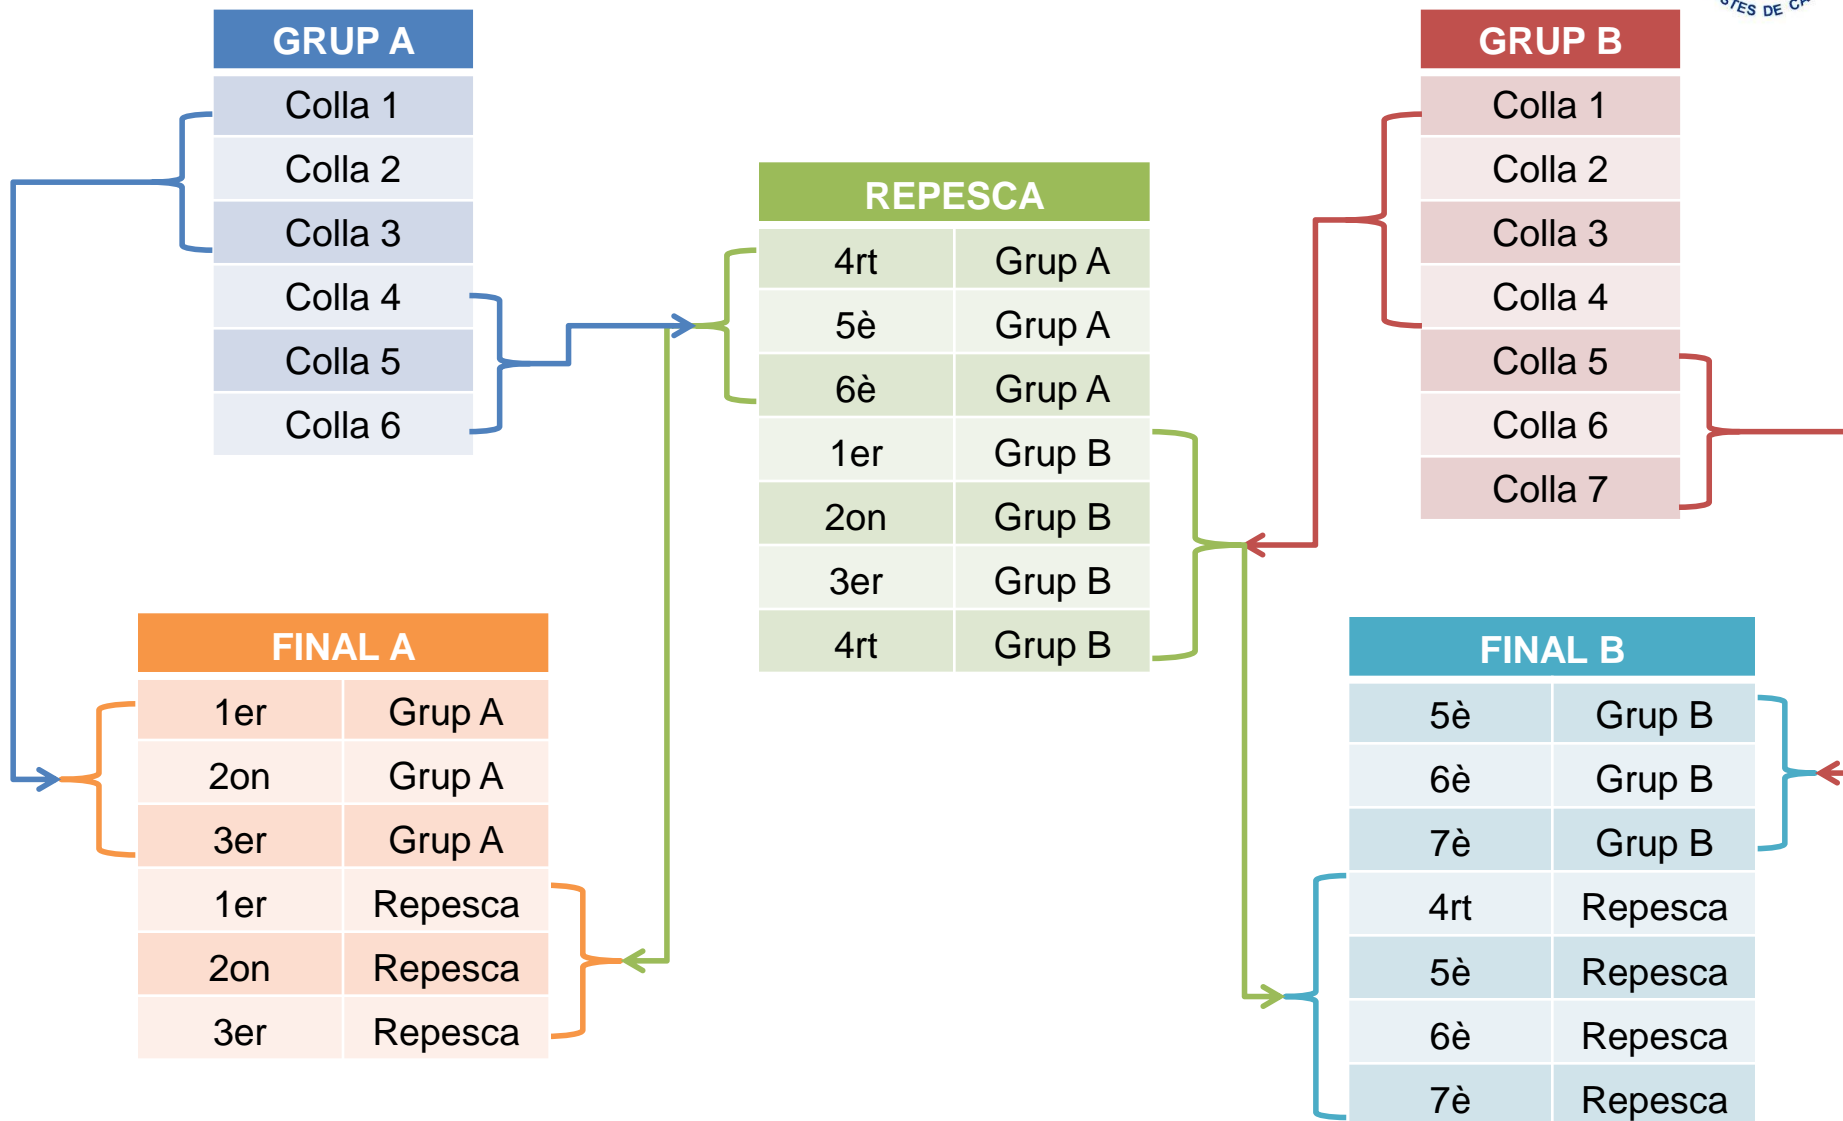 STES DE CA
GRUP A
Colla 1
Colla 2
Colla 3
Colla 4
Colla 5
Colla 6
REPESCA
4rt Grup A
5è Grup A
6è Grup A
1er Grup B
2on Grup B
3er Grup B
4rt Grup B
GRUP B
Colla 1
Colla 2
Colla 3
Colla 4
Colla 5
Colla 6
Colla 7
FINAL A
1er Grup A
2on Grup A
3er Grup A
1er Repesca
2on Repesca
3er Repesca
FINAL B
5è Grup B
6è Grup B
7è Grup B
4rt Repesca
5è Repesca
6è Repesca
7è Repesca